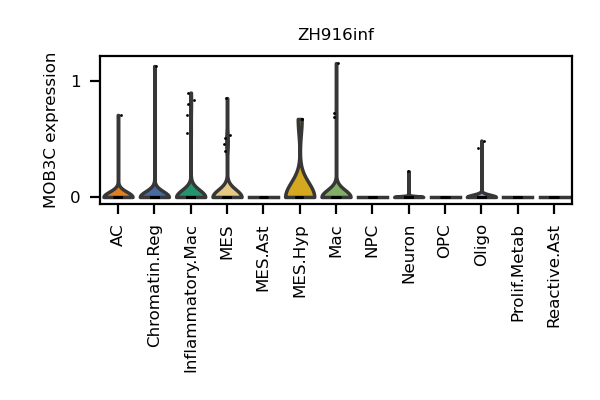 ZH916inf
MOB3C expression
1
0
AC
Chromatin.Reg
Inflammatory.Mac
MES
MES.Ast
MES.Hyp
Mac
NPC
Neuron
OPC
Oligo
Prolif.Metab
Reactive.Ast